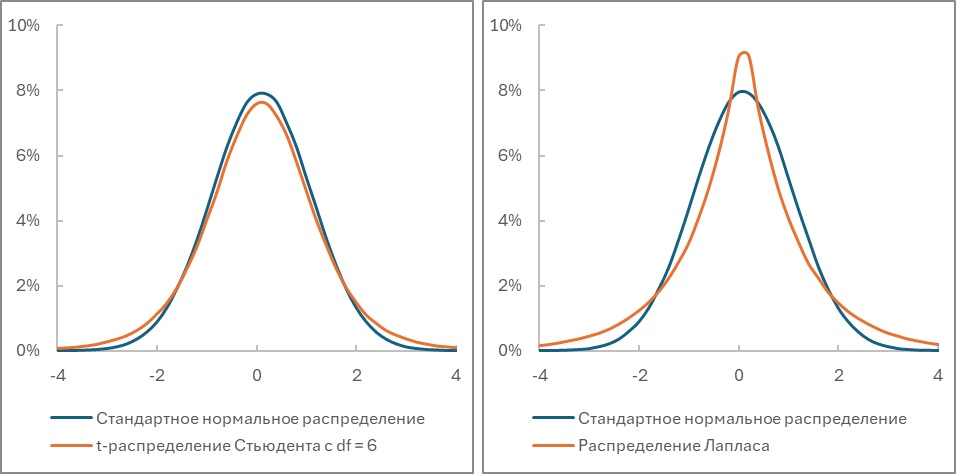 10%
8%
6%
4%
2%
0%
-4 -2 0 2 4
Стандартное нормальное распределение
t-распределение Стьюдента с df = 6
10%
8%
6%
4%
2%
0%
-4 -2 0 2 4
Стандартное нормальное распределение
Распределение Лапласа